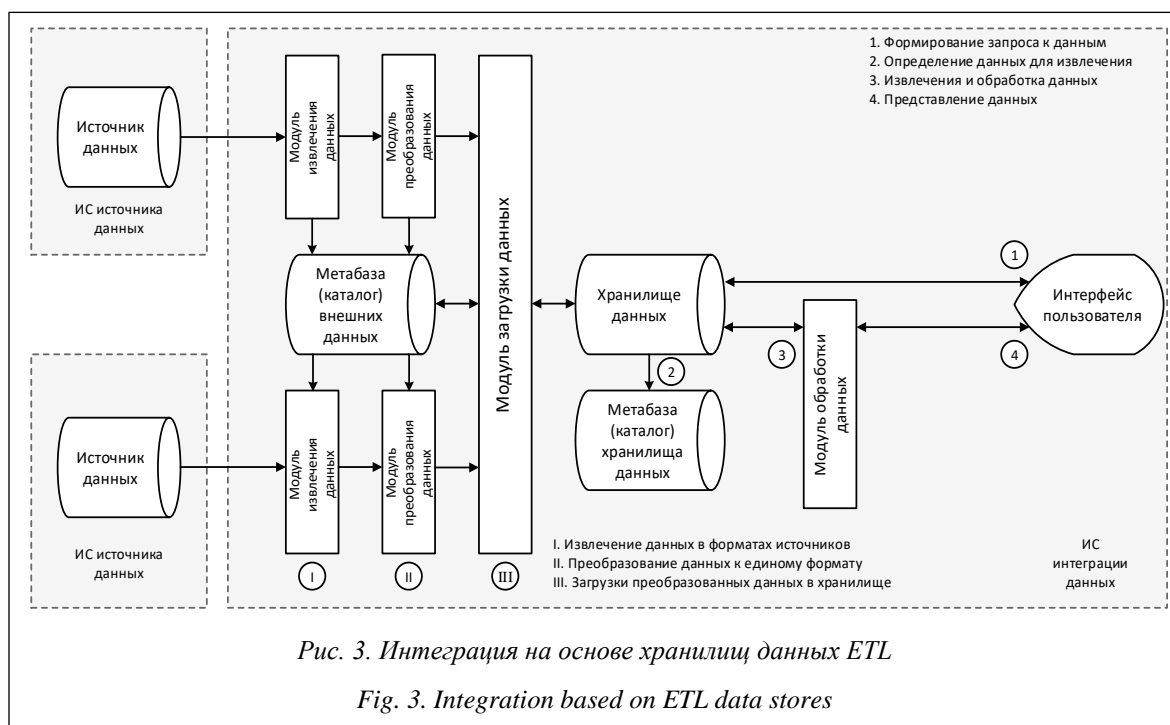 1. Формирование запроса к данным
2. Определение данных для извлечения
3. Извлечения и обработка данных
4. Представление данных
Источник
данных
ИС источника
данных
Модуль
извлечения
данных
Модуль
преобразования
данных
Модуль загрузки данных
Метабаза
(каталог)
внешних
данных
Хранилище
данных
1
Интерфейс
пользователя
3
4
2
Модуль обработки
данных
Метабаза
(каталог)
хранилища
данных
Источник
данных
ИС источника
данных
Модуль
извлечения
данных
Модуль
преобразования
данных
I
II
III
I. Извлечение данных в форматах источников
II. Преобразование данных к единому формату
III. Загрузки преобразованных данных в хранилище
ИС
интеграции
данных
Рис. 3. Интеграция на основе хранилищ данных ETL
Fig. 3. Integration based on ETL data stores